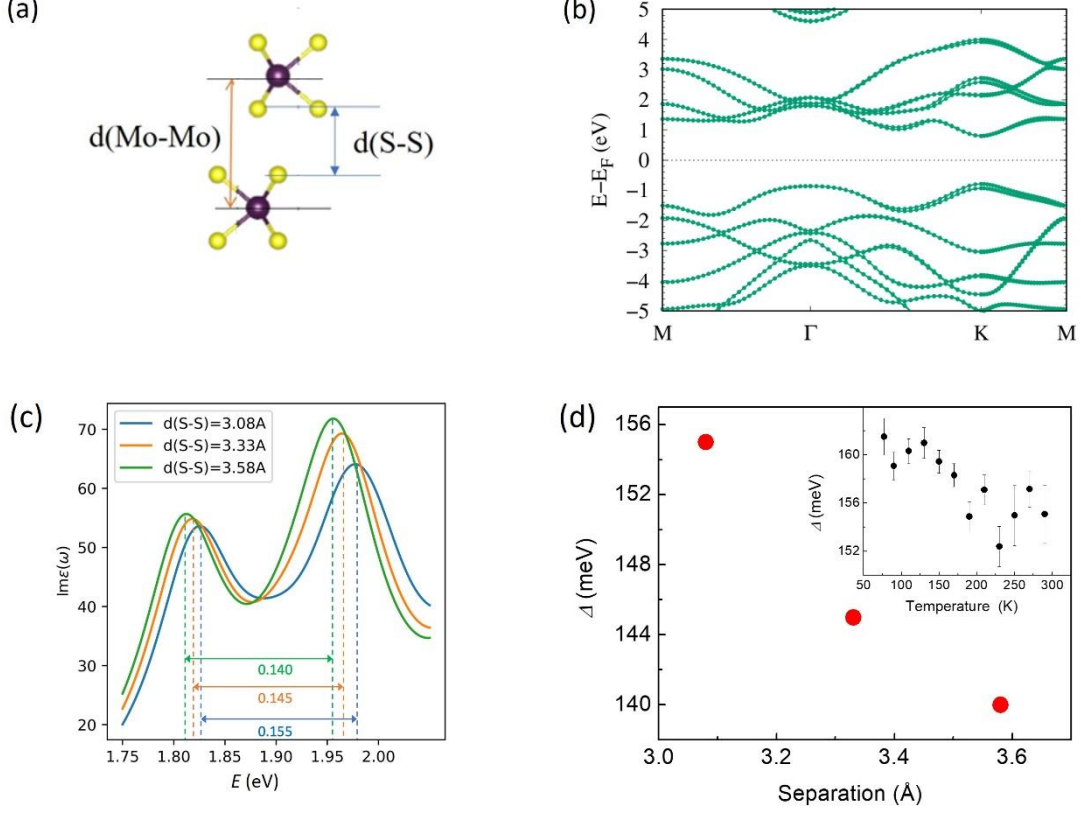 (a)
d(Mo-Mo)
d(S-S)
(b)
E−E_F (eV)
5
4
3
2
1
0
−1
−2
−3
−4
−5
M
Γ
K
M
(c)
d(S-S)=3.08A
d(S-S)=3.33A
d(S-S)=3.58A
Imε(ω)
70
60
50
40
30
20
0.140
0.145
0.155
1.75
1.80
1.85
1.90
1.95
2.00
E (eV)
(d)
Δ (meV)
156
154
152
144
142
140
3.0
3.2
3.4
3.6
Separation (Å)
Δ (meV)
160
156
152
50
100
150
200
250
300
Temperature (K)